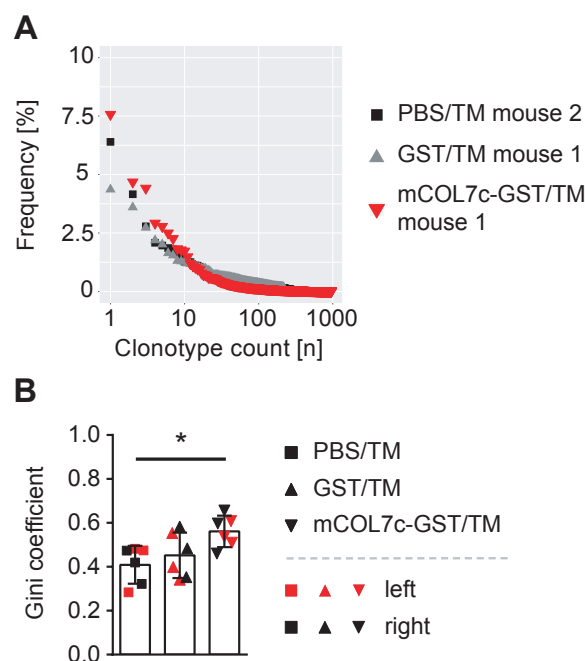 A
10
7.5
5
2.5
0
Frequency [%]
1 10 100 1000
Clonotype count [n]
PBS/TM mouse 2
GST/TM mouse 1
mCOL7c-GST/TM
mouse 1
B
1.0
0.8
0.6
0.4
0.2
0.0
Gini coefficient
*
PBS/TM
GST/TM
mCOL7c-GST/TM
left
right